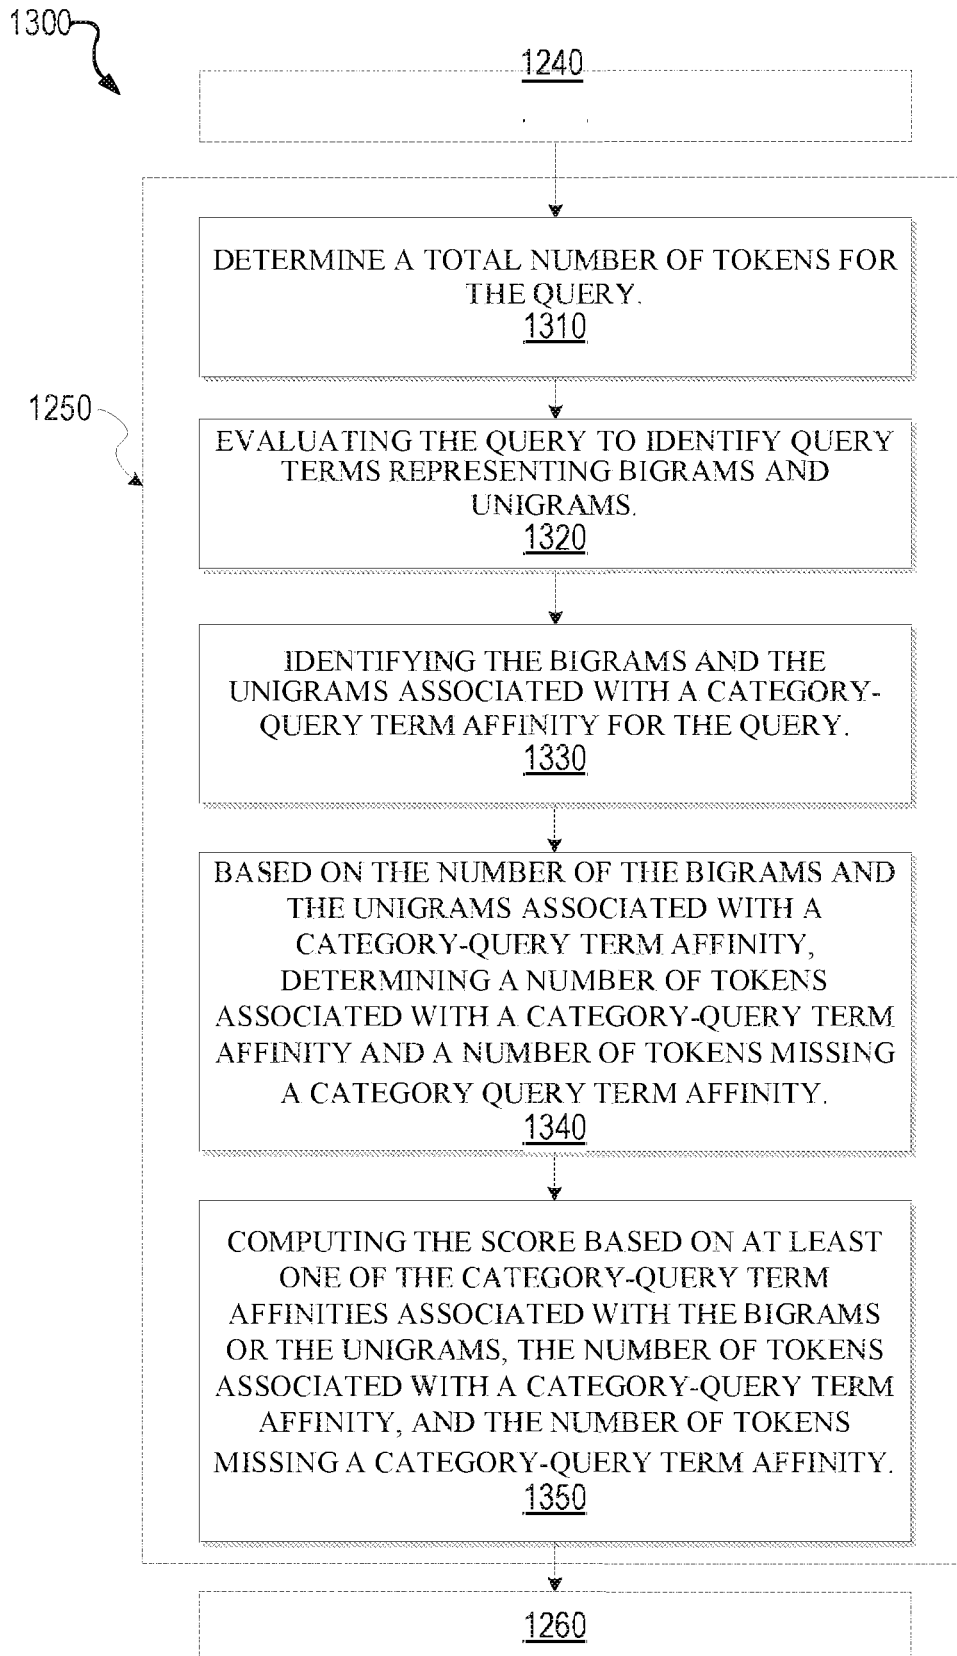 1300
1240
DETERMINE A TOTAL NUMBER OF TOKENS FOR
THE QUERY.
1310
1250
EVALUATING THE QUERY TO IDENTIFY QUERY
TERMS REPRESENTING BIGRAMS AND
UNIGRAMS.
1320
IDENTIFYING THE BIGRAMS AND THE
UNIGRAMS ASSOCIATED WITH A CATEGORY-
QUERY TERM AFFINITY FOR THE QUERY.
1330
BASED ON THE NUMBER OF THE BIGRAMS AND
THE UNIGRAMS ASSOCIATED WITH A
CATEGORY-QUERY TERM AFFINITY,
DETERMINING A NUMBER OF TOKENS
ASSOCIATED WITH A CATEGORY-QUERY TERM
AFFINITY AND A NUMBER OF TOKENS MISSING
A CATEGORY QUERY TERM AFFINITY.
1340
COMPUTING THE SCORE BASED ON AT LEAST
ONE OF THE CATEGORY-QUERY TERM
AFFINITIES ASSOCIATED WITH THE BIGRAMS
OR THE UNIGRAMS, THE NUMBER OF TOKENS
ASSOCIATED WITH A CATEGORY-QUERY TERM
AFFINITY, AND THE NUMBER OF TOKENS
MISSING A CATEGORY-QUERY TERM AFFINITY.
1350
1260